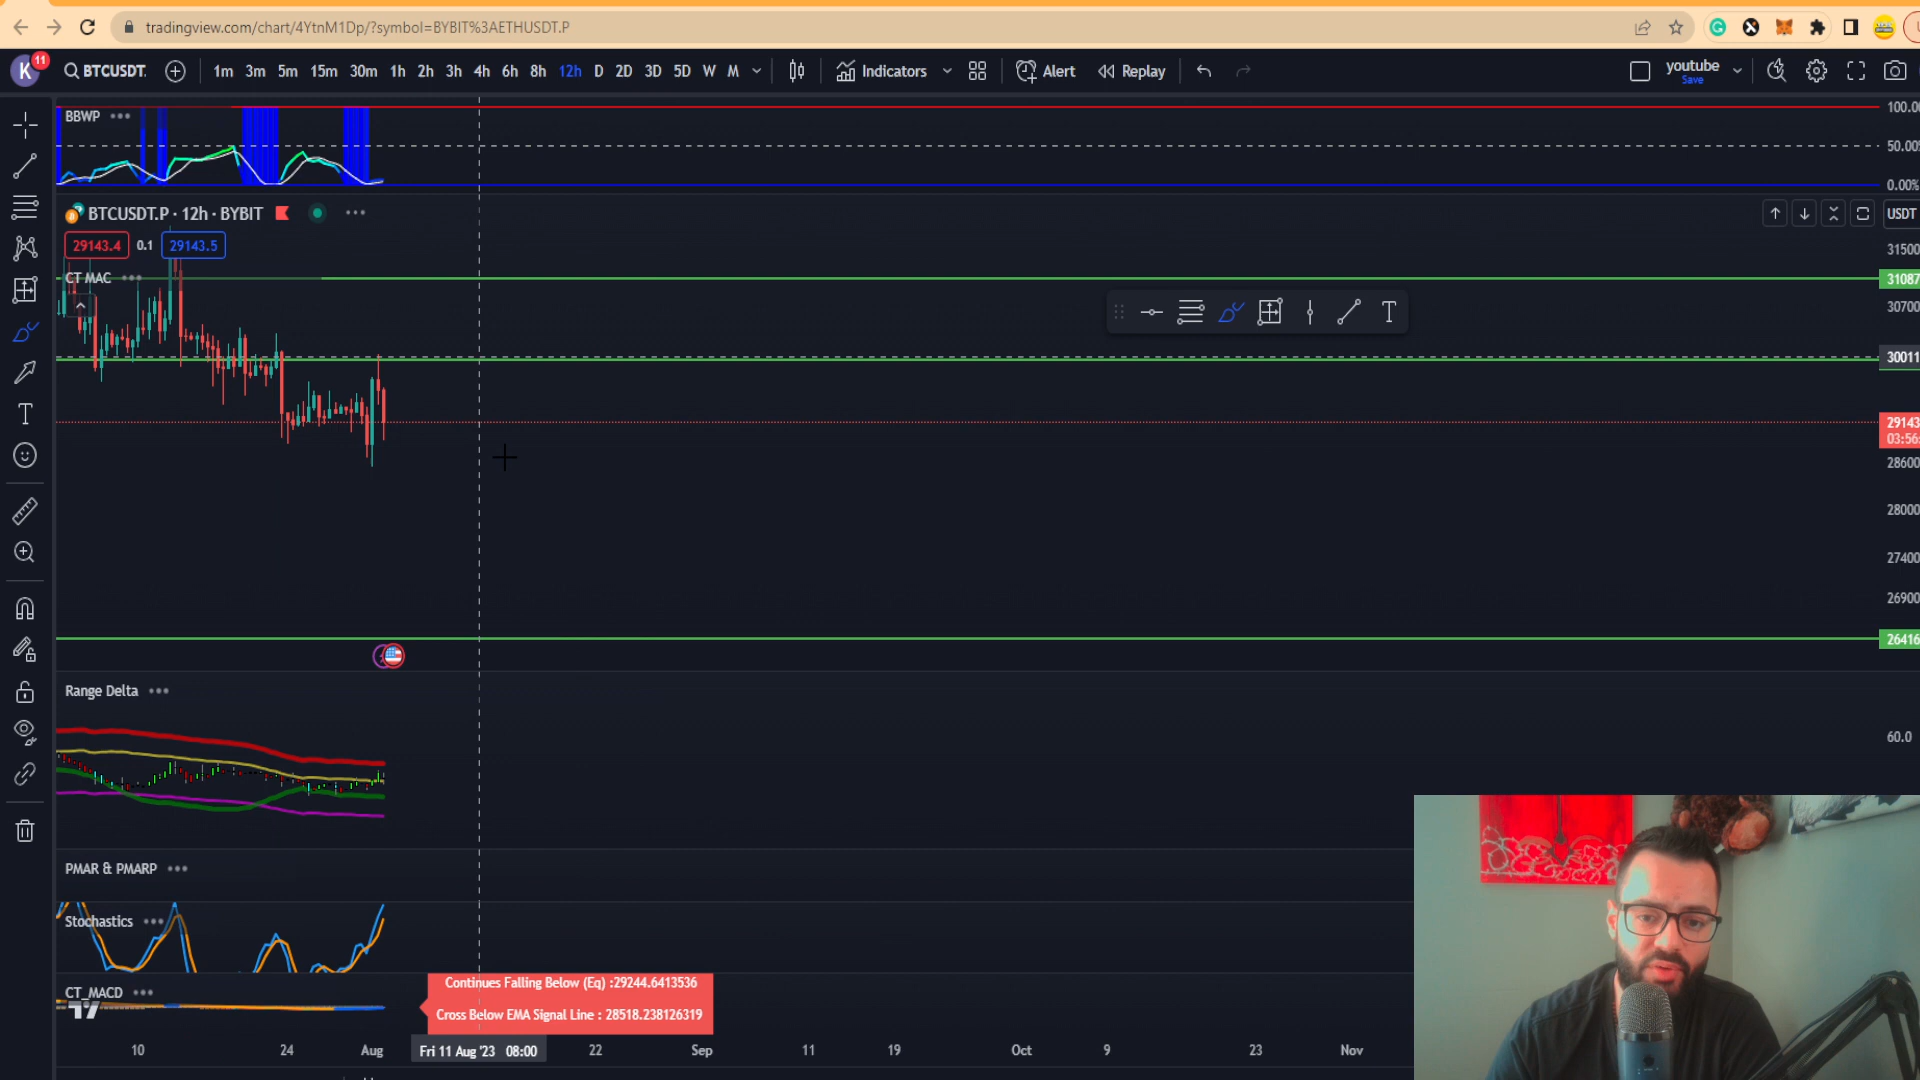 tradingview.com/chart/4YtnM1Dp/?symbol=BYBIT%3AETHUSDT.P
K 11 BTCUSDT. 1m 3m 5m 15m 30m 1h 2h 3h 4h 6h 8h 12h D 2D 3D 5D W M Indicators Alert Replay youtube
Save
BBWP
100.0
50.00%
0.00%
BTCUSDT.P · 12h · BYBIT
USDT
29143.4 0.1 29143.5
31500
CT MAC
31087
30700
T
30011
29143
03:56:
28600
28000
27400
26900
26416
Range Delta
60.0
PMAR & PMARP
Stochastics
CT_MACD
Continues Falling Below (Eq) :29244.6413536
Cross Below EMA Signal Line : 28518.238126319
10 24 Aug Fri 11 Aug '23 08:00 22 Sep 11 19 Oct 9 23 Nov